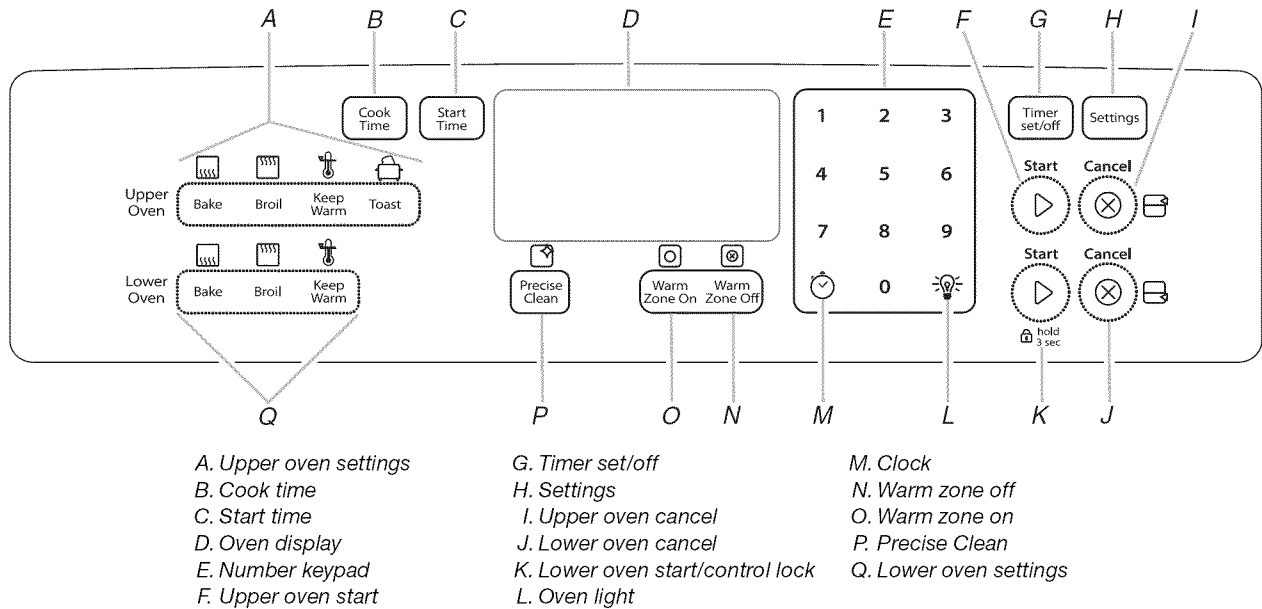 A B C D E F G H I
Cook Time
Start Time
1 2 3
Timer set/off
Settings
4 5 6
Start Cancel
Upper Oven
Bake Broil Keep Warm Toast
7 8 9
Start Cancel
Lower Oven
Bake Broil Keep Warm
Precise Clean
Warm Zone On
Warm Zone Off
0
hold 3 sec
Q P O N M L K J
A. Upper oven settings
B. Cook time
C. Start time
D. Oven display
E. Number keypad
F. Upper oven start
G. Timer set/off
H. Settings
I. Upper oven cancel
J. Lower oven cancel
K. Lower oven start/control lock
L. Oven light
M. Clock
N. Warm zone off
O. Warm zone on
P. Precise Clean
Q. Lower oven settings